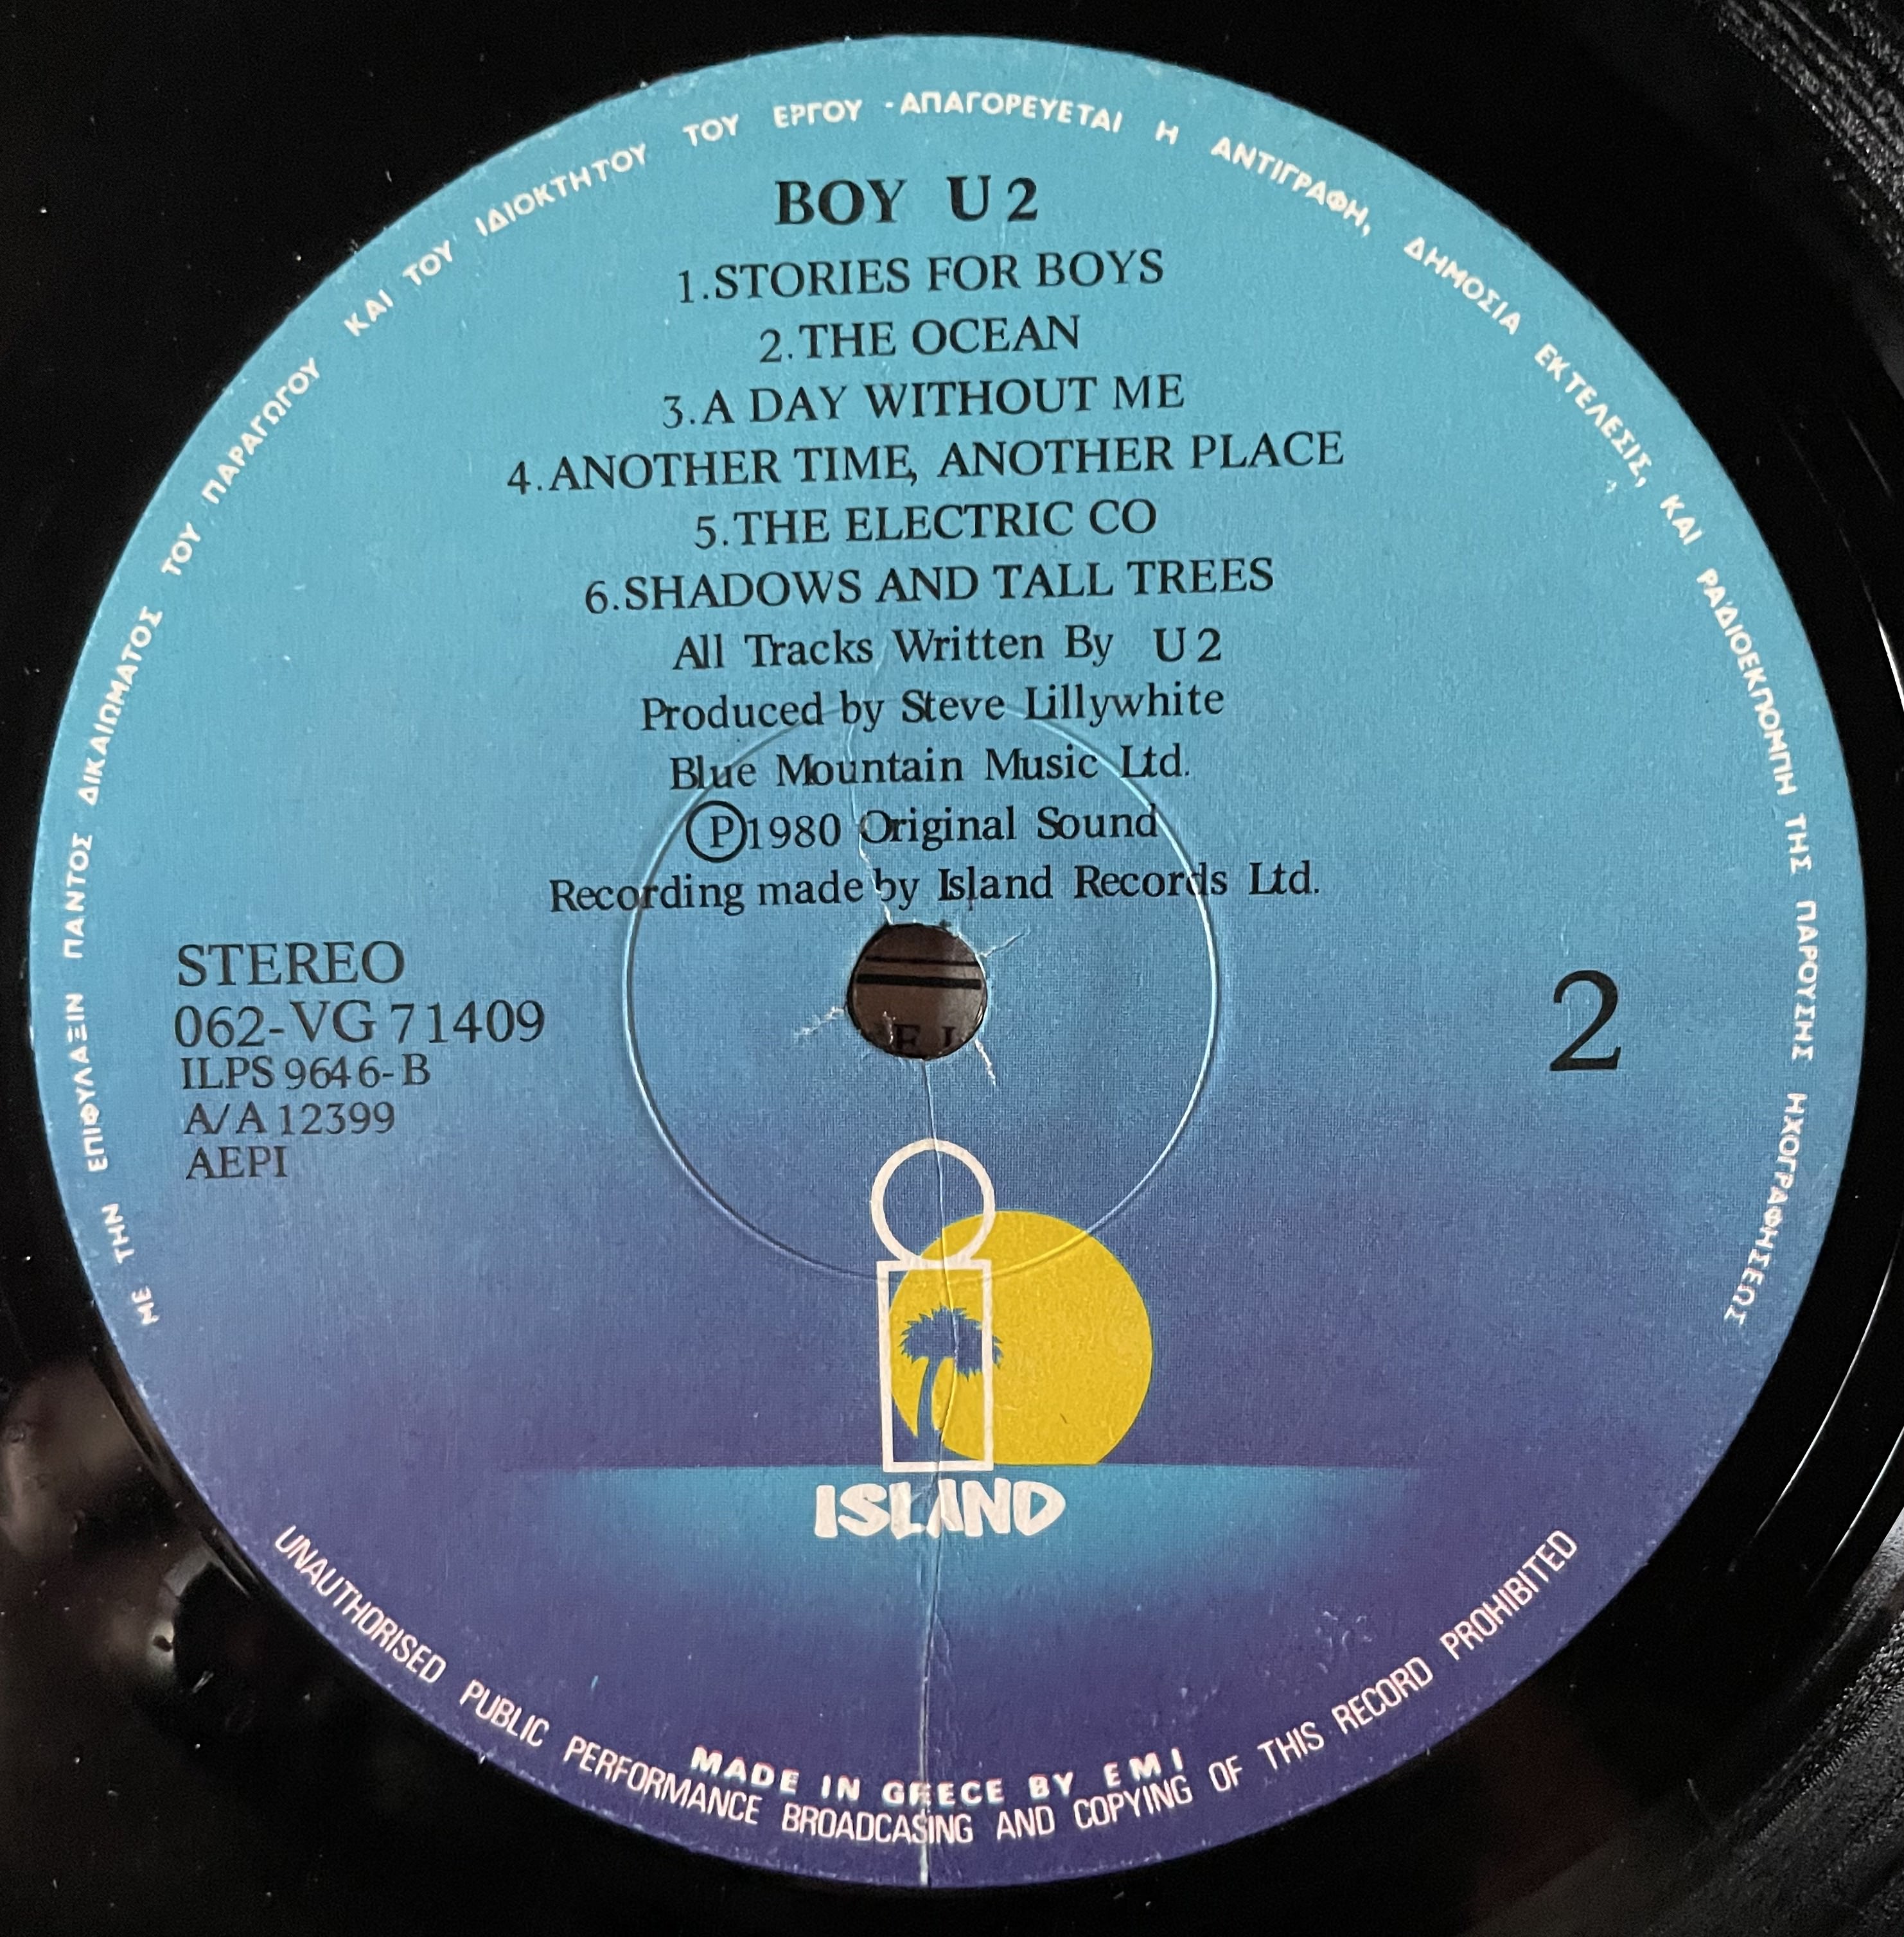 ΜΕ ΤΗΝ ΕΠΙΦΥΛΑΞΙΝ ΠΑΝΤΟΣ ΔΙΚΑΙΩΜΑΤΟΣ ΤΟΥ ΠΑΡΑΓΩΓΟΥ ΚΑΙ ΤΟΥ ΙΔΙΟΚΤΗΤΟΥ ΤΟΥ ΕΡΓΟΥ - ΑΠΑΓΟΡΕΥΕΤΑΙ Η ΑΝΤΙΓΡΑΦΗ, ΔΗΜΟΣΙΑ ΕΚΤΕΛΕΣΙΣ, ΚΑΙ ΡΑΔΙΟΕΚΠΟΜΠΗ ΤΗΣ ΠΑΡΟΥΣΗΣ ΗΧΟΓΡΑΦΗΣΕΩΣ
BOY U2
1.STORIES FOR BOYS
2.THE OCEAN
3.A DAY WITHOUT ME
4.ANOTHER TIME, ANOTHER PLACE
5.THE ELECTRIC CO
6.SHADOWS AND TALL TREES
All Tracks Written By U2
Produced by Steve Lillywhite
Blue Mountain Music Ltd.
Ⓟ1980 Original Sound
Recording made by Island Records Ltd.
STEREO
062-VG 71409
ILPS 9646-B
A/A 12399
AEPI
2
ISLAND
MADE IN GRECE BY EMI
UNAUTHORISED PUBLIC PERFORMANCE BROADCASING AND COPYING OF THIS RECORD PROHIBITED